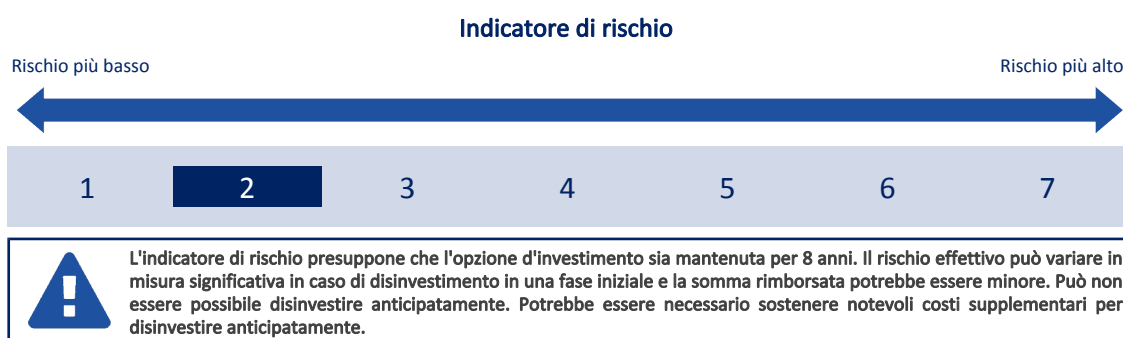 Indicatore di rischio
Rischio più basso
Rischio più alto
1 2 3 4 5 6 7
L'indicatore di rischio presuppone che l'opzione d'investimento sia mantenuta per 8 anni. Il rischio effettivo può variare in
misura significativa in caso di disinvestimento in una fase iniziale e la somma rimborsata potrebbe essere minore. Può non
essere possibile disinvestire anticipatamente. Potrebbe essere necessario sostenere notevoli costi supplementari per
disinvestire anticipatamente.